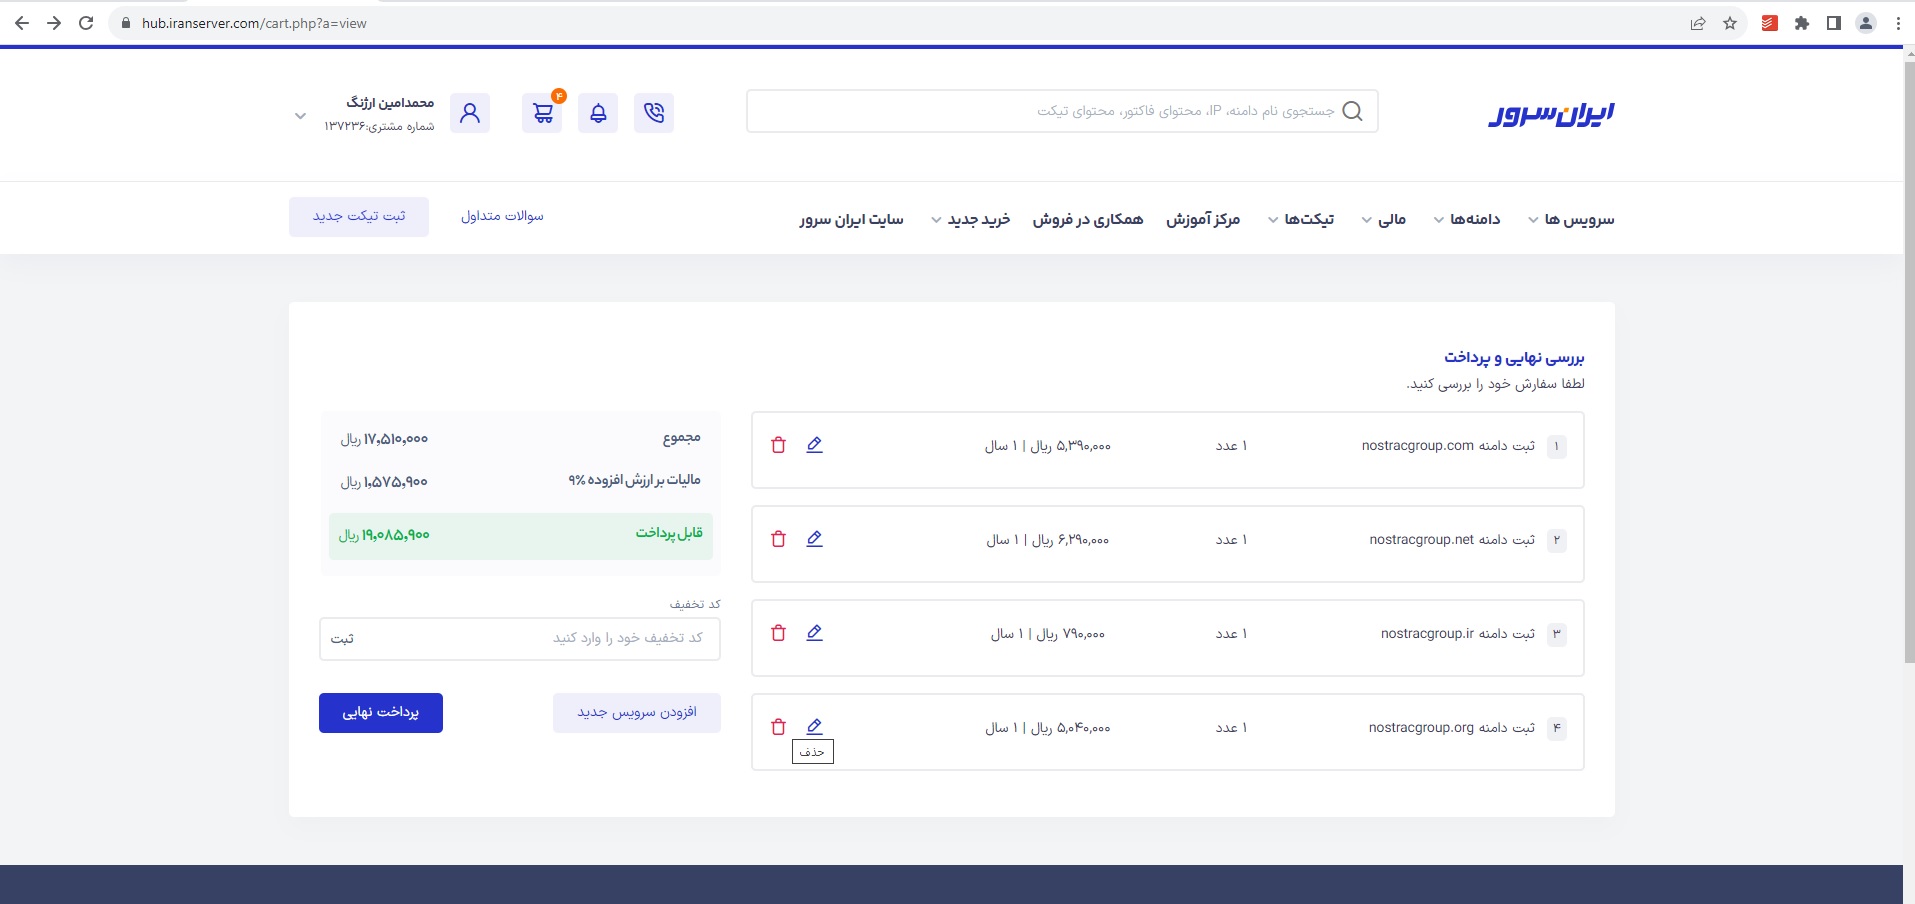 hub.iranserver.com/cart.php?a=view
ایران سرور
جستجوی نام دامنه، IP، محتوای فاکتور، محتوای تیکت
۴
محمدامین ارژنگ
شماره مشتری:۱۳۷۲۳۶
سرویس ها
دامنه‌ها
مالی
تیکت‌ها
مرکز آموزش
همکاری در فروش
خرید جدید
سایت ایران سرور
سوالات متداول
ثبت تیکت جدید
بررسی نهایی و پرداخت
لطفا سفارش خود را بررسی کنید.
۱ ثبت دامنه nostracgroup.com ۱ عدد ۵,۳۹۰,۰۰۰ ریال | ۱ سال
۲ ثبت دامنه nostracgroup.net ۱ عدد ۶,۲۹۰,۰۰۰ ریال | ۱ سال
۳ ثبت دامنه nostracgroup.ir ۱ عدد ۷۹۰,۰۰۰ ریال | ۱ سال
۴ ثبت دامنه nostracgroup.org ۱ عدد ۵,۰۴۰,۰۰۰ ریال | ۱ سال
حذف
مجموع ۱۷,۵۱۰,۰۰۰ ریال
مالیات بر ارزش افزوده ۹٪ ۱,۵۷۵,۹۰۰ ریال
قابل پرداخت ۱۹,۰۸۵,۹۰۰ ریال
کد تخفیف
کد تخفیف خود را وارد کنید ثبت
افزودن سرویس جدید
پرداخت نهایی